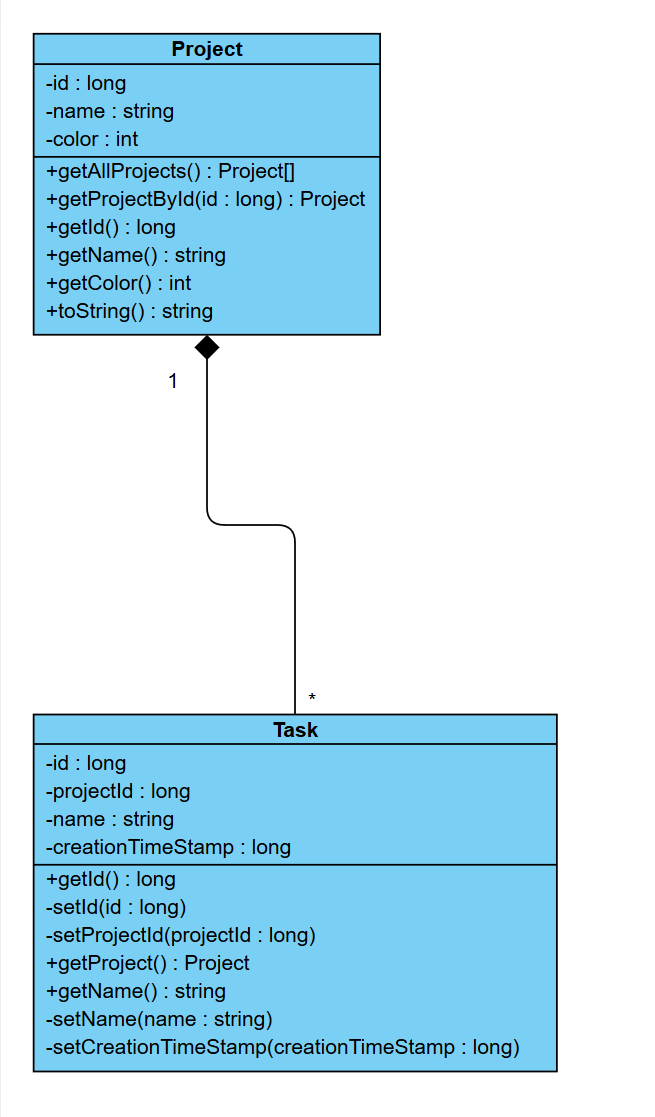 Project
-id : long
-name : string
-color : int
+getAllProjects() : Project[]
+getProjectById(id : long) : Project
+getId() : long
+getName() : string
+getColor() : int
+toString() : string
1
*
Task
-id : long
-projectId : long
-name : string
-creationTimeStamp : long
+getId() : long
-setId(id : long)
-setProjectId(projectId : long)
+getProject() : Project
+getName() : string
-setName(name : string)
-setCreationTimeStamp(creationTimeStamp : long)